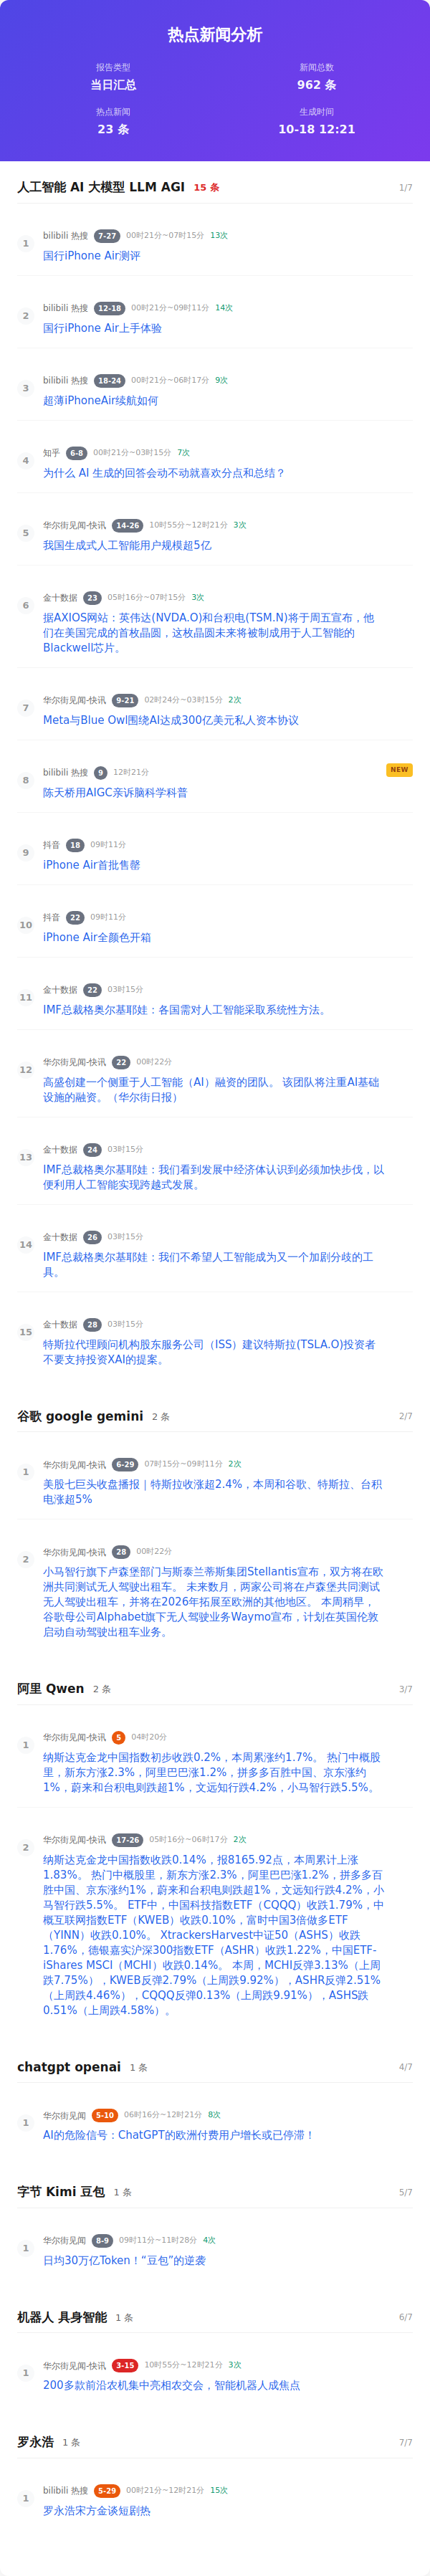 热点新闻分析
报告类型
当日汇总
新闻总数
962 条
热点新闻
23 条
生成时间
10-18 12:21
人工智能 AI 大模型 LLM AGI 15 条 1/7
1
bilibili 热搜 7-27 00时21分~07时15分 13次
国行iPhone Air测评
2
bilibili 热搜 12-18 00时21分~09时11分 14次
国行iPhone Air上手体验
3
bilibili 热搜 18-24 00时21分~06时17分 9次
超薄iPhoneAir续航如何
4
知乎 6-8 00时21分~03时15分 7次
为什么 AI 生成的回答会动不动就喜欢分点和总结？
5
华尔街见闻-快讯 14-26 10时55分~12时21分 3次
我国生成式人工智能用户规模超5亿
6
金十数据 23 05时16分~07时15分 3次
据AXIOS网站：英伟达(NVDA.O)和台积电(TSM.N)将于周五宣布，他
们在美国完成的首枚晶圆，这枚晶圆未来将被制成用于人工智能的
Blackwell芯片。
7
华尔街见闻-快讯 9-21 02时24分~03时15分 2次
Meta与Blue Owl围绕AI达成300亿美元私人资本协议
8
bilibili 热搜 9 12时21分
NEW
陈天桥用AIGC亲诉脑科学科普
9
抖音 18 09时11分
iPhone Air首批售罄
10
抖音 22 09时11分
iPhone Air全颜色开箱
11
金十数据 22 03时15分
IMF总裁格奥尔基耶娃：各国需对人工智能采取系统性方法。
12
华尔街见闻-快讯 22 00时22分
高盛创建一个侧重于人工智能（AI）融资的团队。 该团队将注重AI基础
设施的融资。（华尔街日报）
13
金十数据 24 03时15分
IMF总裁格奥尔基耶娃：我们看到发展中经济体认识到必须加快步伐，以
便利用人工智能实现跨越式发展。
14
金十数据 26 03时15分
IMF总裁格奥尔基耶娃：我们不希望人工智能成为又一个加剧分歧的工
具。
15
金十数据 28 03时15分
特斯拉代理顾问机构股东服务公司（ISS）建议特斯拉(TSLA.O)投资者
不要支持投资XAI的提案。
谷歌 google gemini 2 条 2/7
1
华尔街见闻-快讯 6-29 07时15分~09时11分 2次
美股七巨头收盘播报｜特斯拉收涨超2.4%，本周和谷歌、特斯拉、台积
电涨超5%
2
华尔街见闻-快讯 28 00时22分
小马智行旗下卢森堡部门与斯泰兰蒂斯集团Stellantis宣布，双方将在欧
洲共同测试无人驾驶出租车。 未来数月，两家公司将在卢森堡共同测试
无人驾驶出租车，并将在2026年拓展至欧洲的其他地区。 本周稍早，
谷歌母公司Alphabet旗下无人驾驶业务Waymo宣布，计划在英国伦敦
启动自动驾驶出租车业务。
阿里 Qwen 2 条 3/7
1
华尔街见闻-快讯 5 04时20分
纳斯达克金龙中国指数初步收跌0.2%，本周累涨约1.7%。 热门中概股
里，新东方涨2.3%，阿里巴巴涨1.2%，拼多多百胜中国、京东涨约
1%，蔚来和台积电则跌超1%，文远知行跌4.2%，小马智行跌5.5%。
2
华尔街见闻-快讯 17-26 05时16分~06时17分 2次
纳斯达克金龙中国指数收跌0.14%，报8165.92点，本周累计上涨
1.83%。 热门中概股里，新东方涨2.3%，阿里巴巴涨1.2%，拼多多百
胜中国、京东涨约1%，蔚来和台积电则跌超1%，文远知行跌4.2%，小
马智行跌5.5%。 ETF中，中国科技指数ETF（CQQQ）收跌1.79%，中
概互联网指数ETF（KWEB）收跌0.10%，富时中国3倍做多ETF
（YINN）收跌0.10%。 XtrackersHarvest中证50（ASHS）收跌
1.76%，德银嘉实沪深300指数ETF（ASHR）收跌1.22%，中国ETF-
iShares MSCI（MCHI）收跌0.14%。 本周，MCHI反弹3.13%（上周
跌7.75%），KWEB反弹2.79%（上周跌9.92%），ASHR反弹2.51%
（上周跌4.46%），CQQQ反弹0.13%（上周跌9.91%），ASHS跌
0.51%（上周跌4.58%）。
chatgpt openai 1 条 4/7
1
华尔街见闻 5-10 06时16分~12时21分 8次
AI的危险信号：ChatGPT的欧洲付费用户增长或已停滞！
字节 Kimi 豆包 1 条 5/7
1
华尔街见闻 8-9 09时11分~11时28分 4次
日均30万亿Token！“豆包”的逆袭
机器人 具身智能 1 条 6/7
1
华尔街见闻-快讯 3-15 10时55分~12时21分 3次
200多款前沿农机集中亮相农交会，智能机器人成焦点
罗永浩 1 条 7/7
1
bilibili 热搜 5-29 00时21分~12时21分 15次
罗永浩宋方金谈短剧热